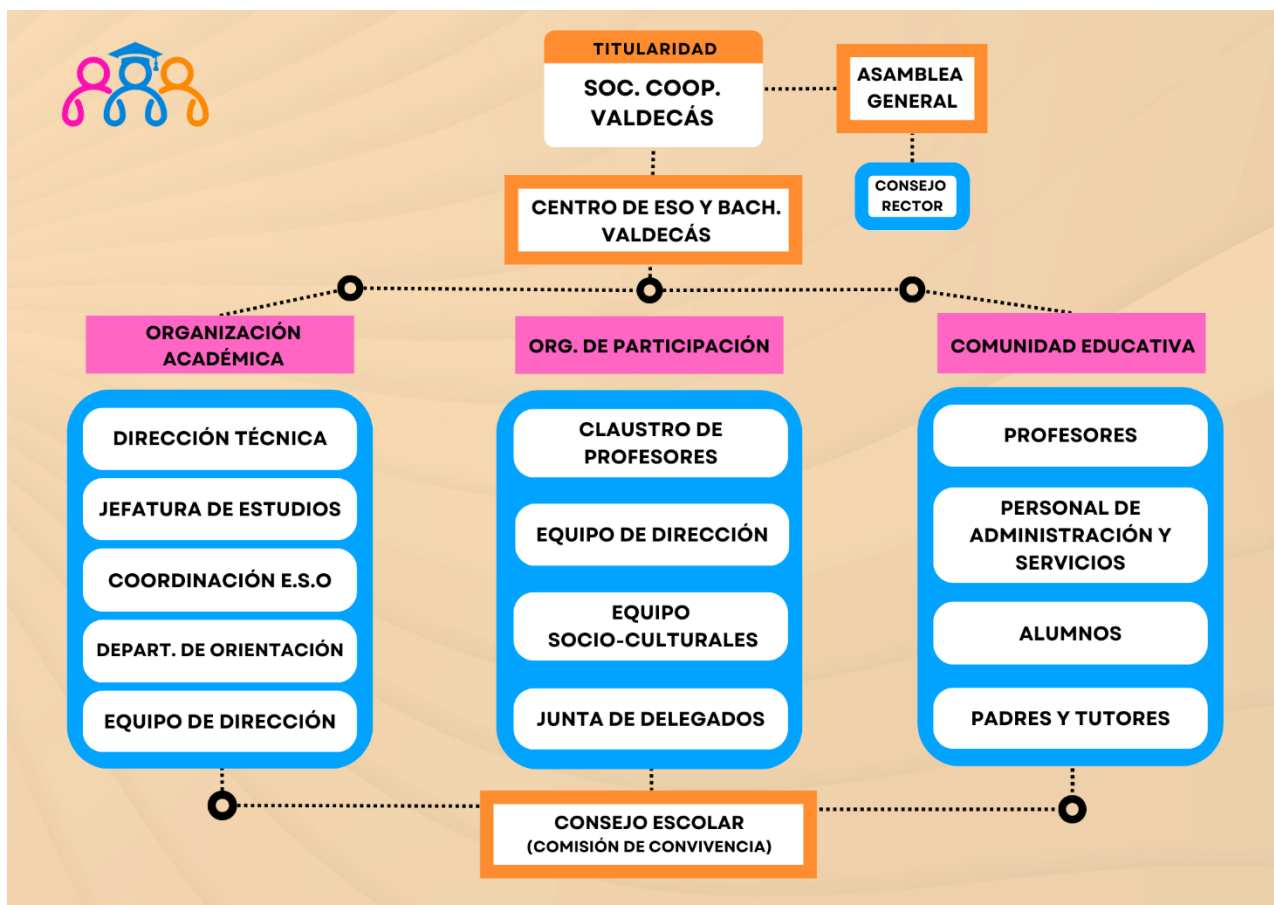 TITULARIDAD
SOC. COOP.
VALDECÁS
ASAMBLEA
GENERAL
CONSEJO
RECTOR
CENTRO DE ESO Y BACH.
VALDECÁS
ORGANIZACIÓN
ACADÉMICA
DIRECCIÓN TÉCNICA
JEFATURA DE ESTUDIOS
COORDINACIÓN E.S.O
DEPART. DE ORIENTACIÓN
EQUIPO DE DIRECCIÓN
ORG. DE PARTICIPACIÓN
CLAUSTRO DE
PROFESORES
EQUIPO DE DIRECCIÓN
EQUIPO
SOCIO-CULTURALES
JUNTA DE DELEGADOS
COMUNIDAD EDUCATIVA
PROFESORES
PERSONAL DE
ADMINISTRACIÓN Y
SERVICIOS
ALUMNOS
PADRES Y TUTORES
CONSEJO ESCOLAR
(COMISIÓN DE CONVIVENCIA)